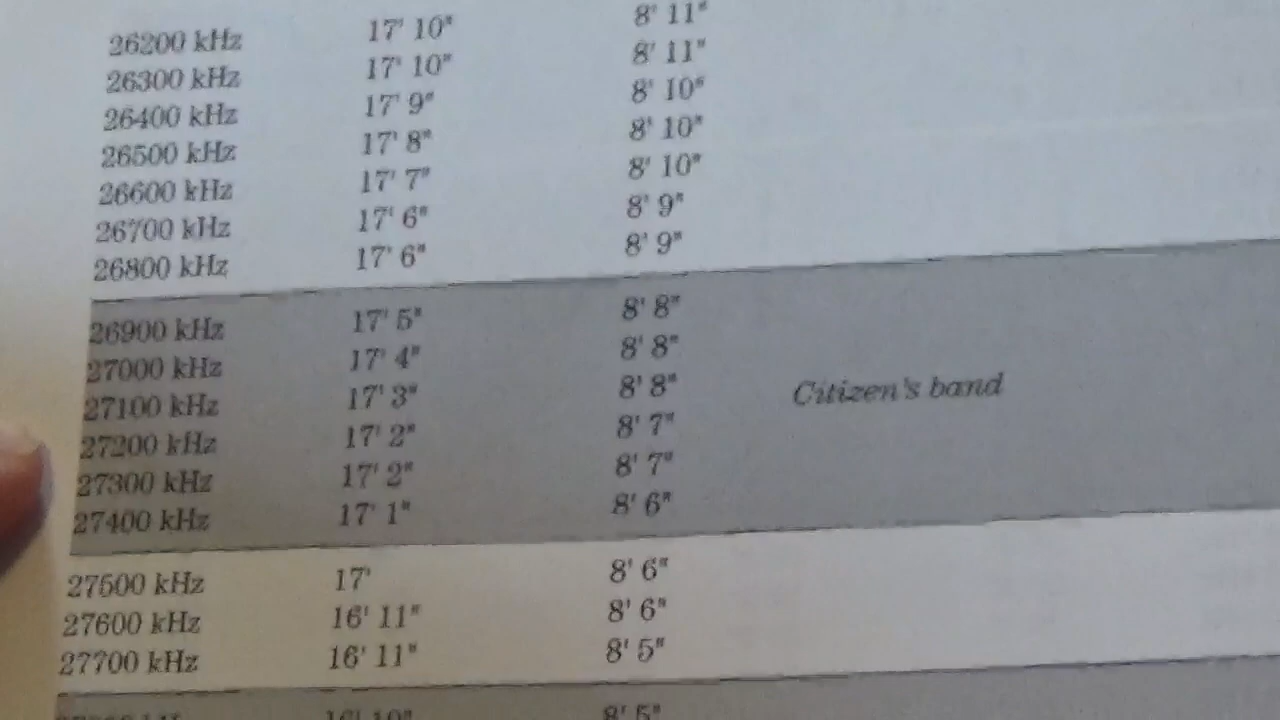 26200 kHz 17' 10" 8' 11"
26300 kHz 17' 10" 8' 11"
26400 kHz 17' 9" 8' 10"
26500 kHz 17' 8" 8' 10"
26600 kHz 17' 7" 8' 10"
26700 kHz 17' 6" 8' 9"
26800 kHz 17' 6" 8' 9"
26900 kHz 17' 5" 8' 8"
27000 kHz 17' 4" 8' 8"
27100 kHz 17' 3" 8' 8" Citizen's band
27200 kHz 17' 2" 8' 7"
27300 kHz 17' 2" 8' 7"
27400 kHz 17' 1" 8' 6"
27500 kHz 17' 8' 6"
27600 kHz 16' 11" 8' 6"
27700 kHz 16' 11" 8' 5"
16' 10" 8' 5"